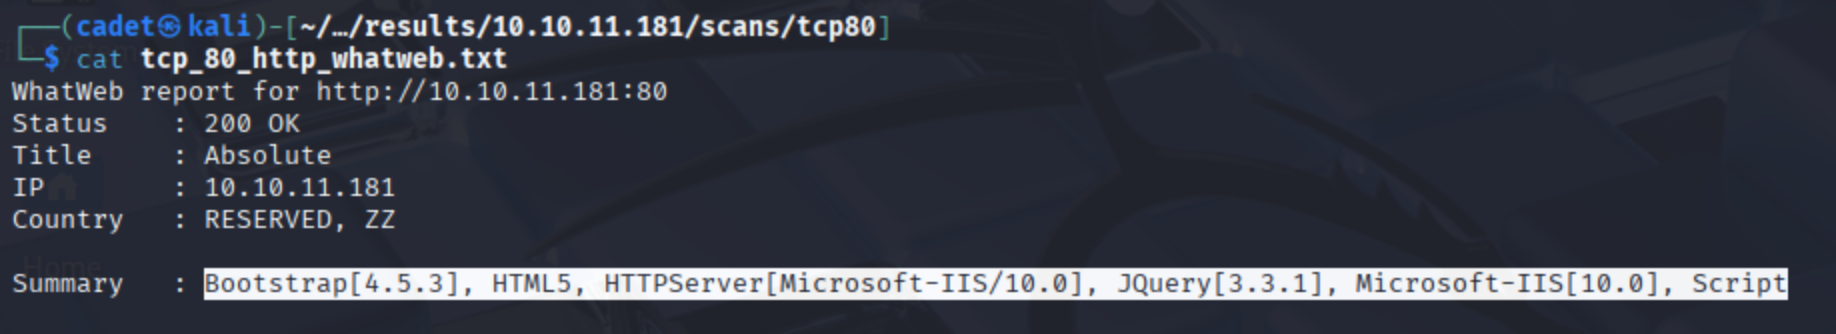 ┌──(cadet㉿kali)-[~/…/results/10.10.11.181/scans/tcp80]
└─$ cat tcp_80_http_whatweb.txt
WhatWeb report for http://10.10.11.181:80
Status    : 200 OK
Title     : Absolute
IP        : 10.10.11.181
Country   : RESERVED, ZZ
Home
Summary   : Bootstrap[4.5.3], HTML5, HTTPServer[Microsoft-IIS/10.0], JQuery[3.3.1], Microsoft-IIS[10.0], Script